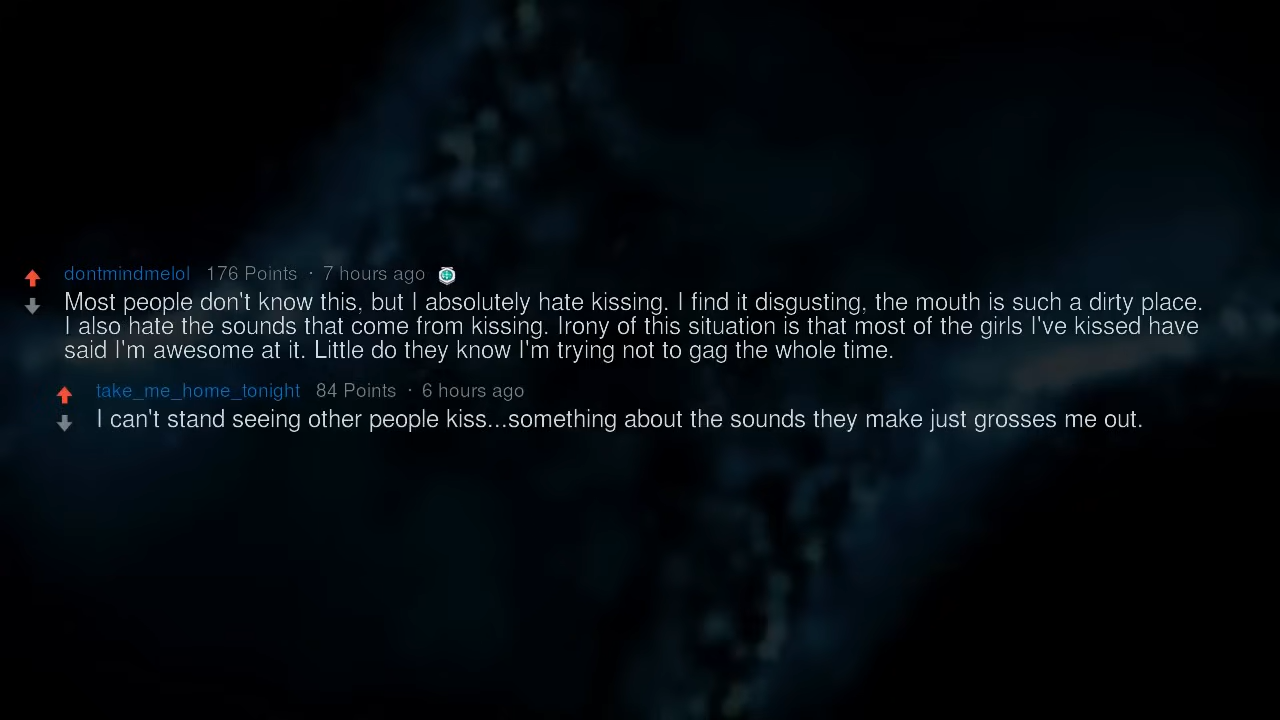 dontmindmelol 176 Points · 7 hours ago
Most people don't know this, but I absolutely hate kissing. I find it disgusting, the mouth is such a dirty place.
I also hate the sounds that come from kissing. Irony of this situation is that most of the girls I've kissed have
said I'm awesome at it. Little do they know I'm trying not to gag the whole time.
take_me_home_tonight 84 Points · 6 hours ago
I can't stand seeing other people kiss...something about the sounds they make just grosses me out.